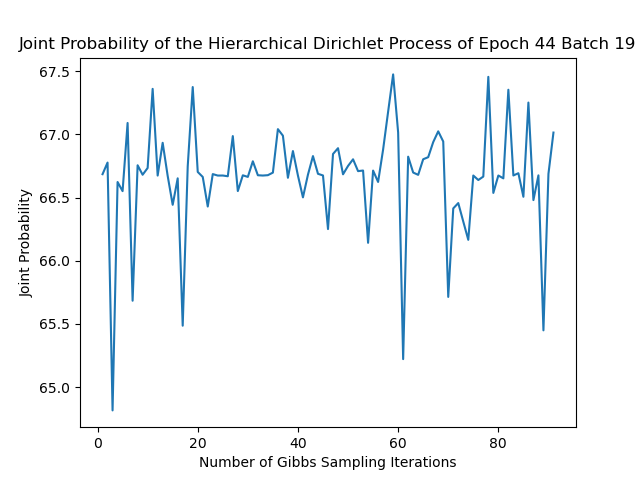 Joint Probability of the Hierarchical Dirichlet Process of Epoch 44 Batch 19
67.5
67.0
66.5
66.0
65.5
65.0
Joint Probability
0 20 40 60 80
Number of Gibbs Sampling Iterations